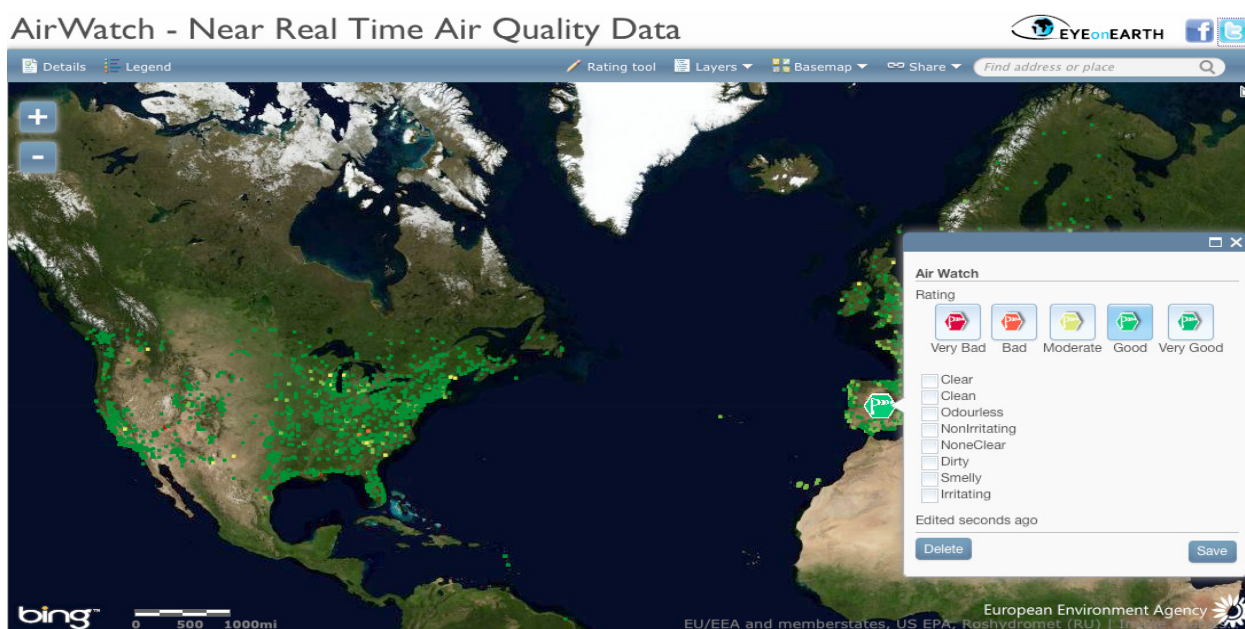 AirWatch - Near Real Time Air Quality Data
EYEonEARTH
Details Legend Rating tool Layers Basemap Share Find address or place
Air Watch
Rating
Very Bad Bad Moderate Good Very Good
Clear
Clean
Odourless
NonIrritating
NoneClear
Dirty
Smelly
Irritating
Edited seconds ago
Delete Save
European Environment Agency
bing
0 500 1000mi
EU/EEA and memberstates, US EPA, Roshydromet (RU) |